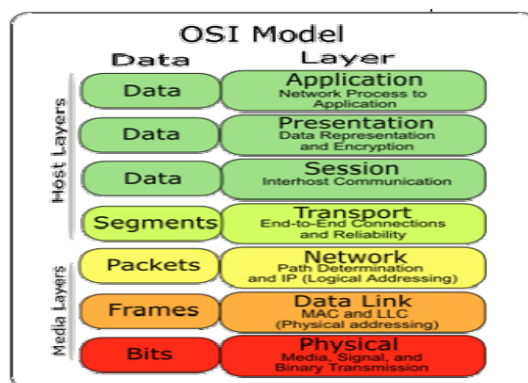 OSI Model
Data Layer
Host Layers
Data Application
Network Process to
Application
Data Presentation
Data Representation
and Encryption
Data Session
Interhost Communication
Segments Transport
End-to-End Connections
and Reliability
Media Layers
Packets Network
Path Determination
and IP (Logical Addressing)
Frames Data Link
MAC and LLC
(Physical addressing)
Bits Physical
Media, Signal, and
Binary Transmission